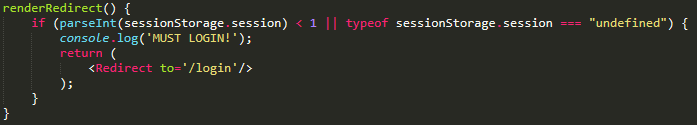 renderRedirect() {
    if (parseInt(sessionStorage.session) < 1 || typeof sessionStorage.session === "undefined") {
        console.log('MUST LOGIN!');
        return (
            <Redirect to='/login'/>
        );
    }
}